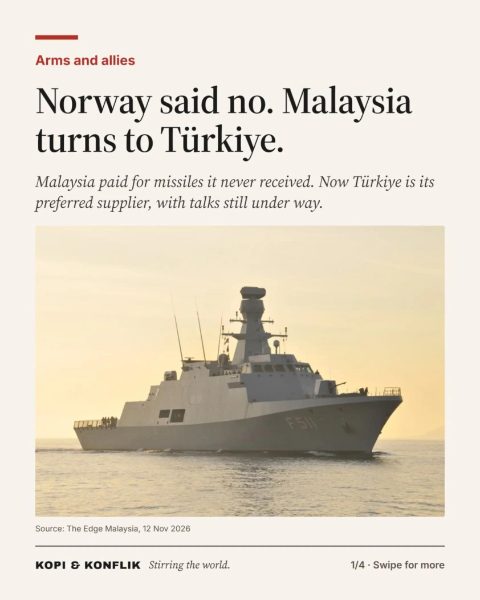 Arms and allies
Norway said no. Malaysia
turns to Türkiye.
Malaysia paid for missiles it never received. Now Türkiye is its
preferred supplier, with talks still under way.
F511
Source: The Edge Malaysia, 12 Nov 2026
KOPI & KONFLIK Stirring the world. 1/4 · Swipe for more